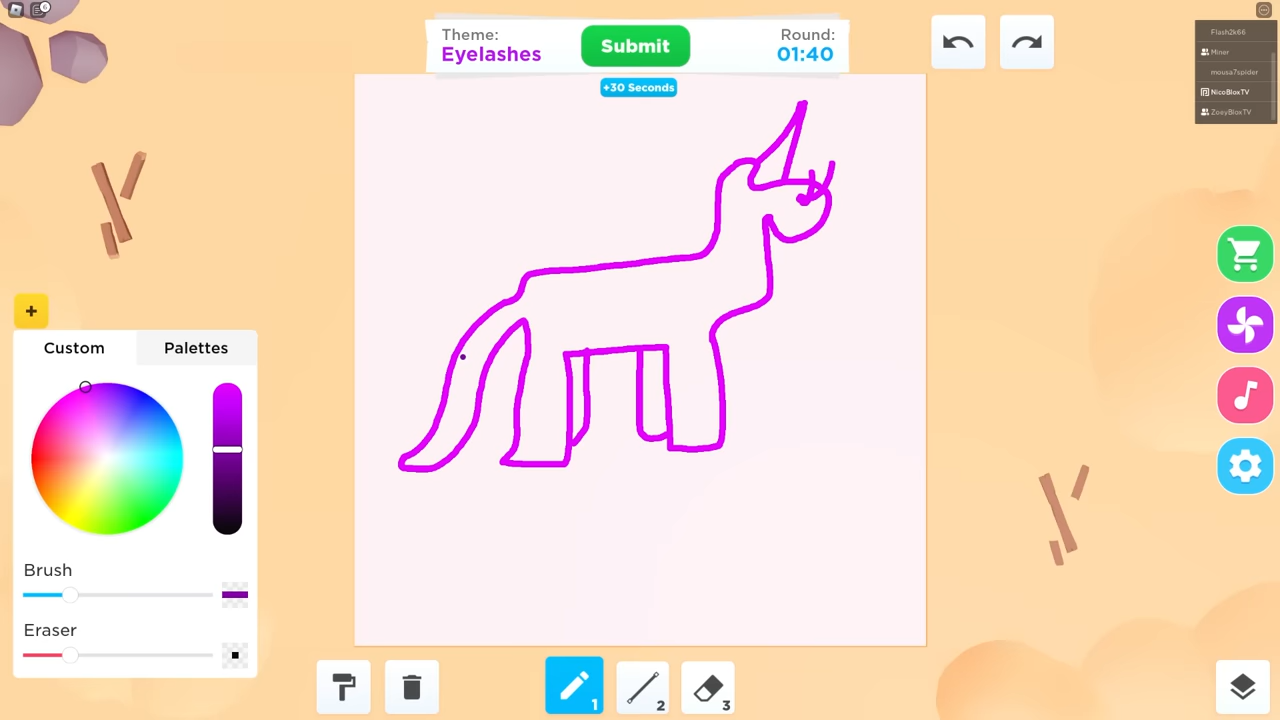 6
Theme:
Eyelashes
Submit
Round:
01:40
+30 Seconds
Flash2k66
Miner
mousa7spider
NicoBloxTV
ZoeyBloxTV
+
Custom
Palettes
Brush
Eraser
1
2
3